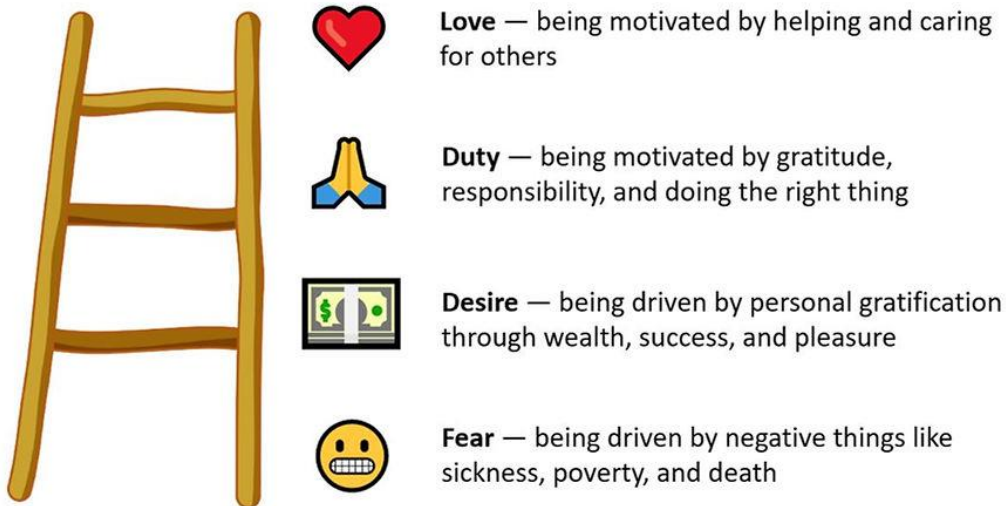 Love — being motivated by helping and caring
for others
Duty — being motivated by gratitude,
responsibility, and doing the right thing
$
Desire — being driven by personal gratification
through wealth, success, and pleasure
Fear — being driven by negative things like
sickness, poverty, and death